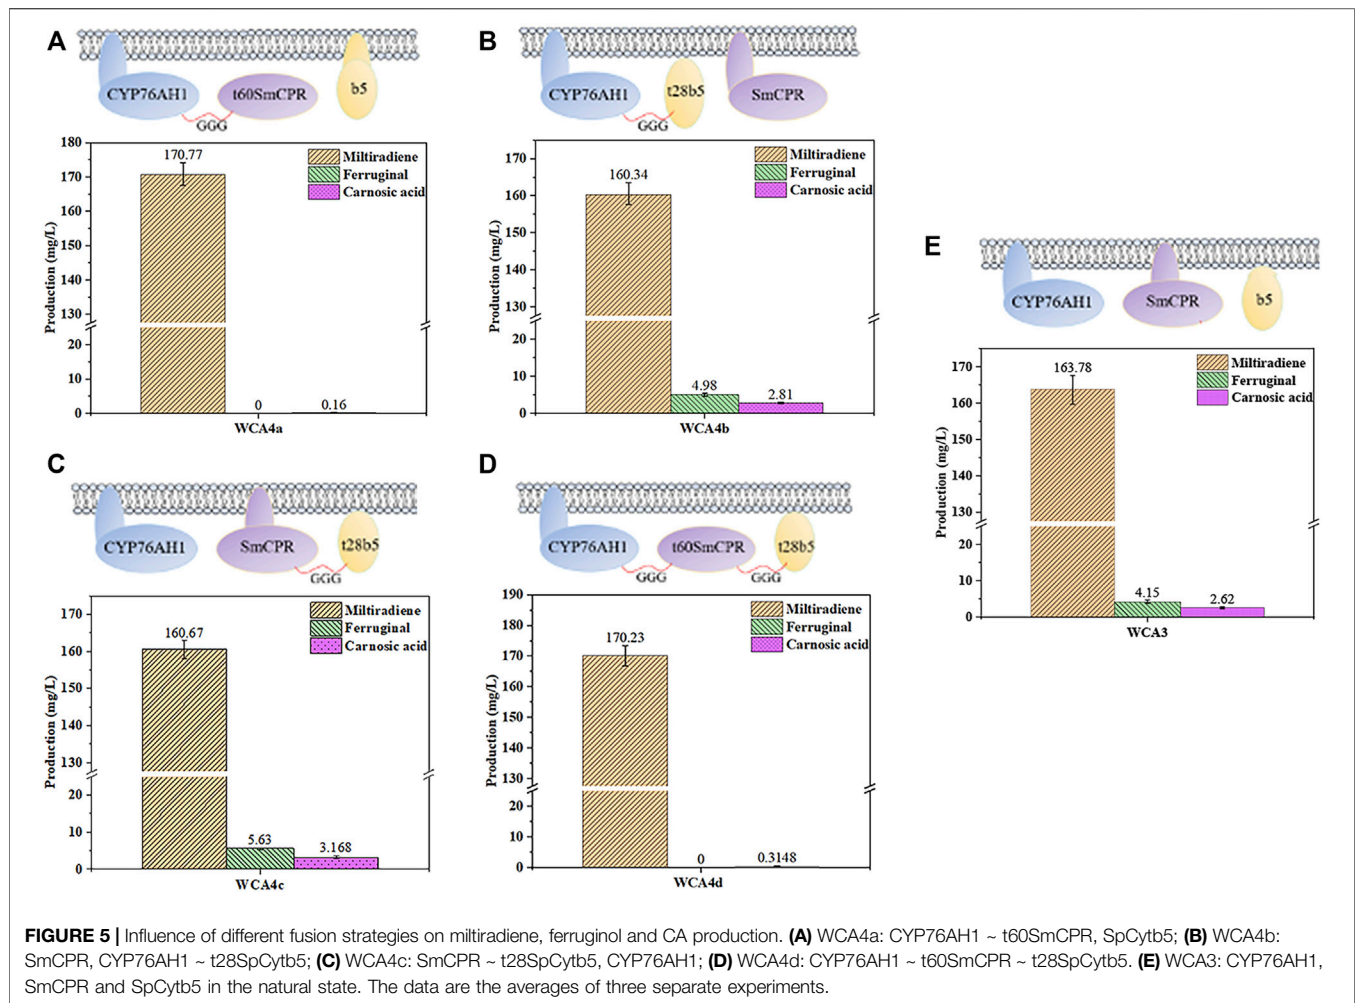 A
CYP76AH1
t60SmCPR
b5
GGG
180
170
160
150
140
130
20
10
0
Production (mg/L)
170.77
0
0.16
Miltiradiene
Ferruginal
Carnosic acid
WCA4a
B
CYP76AH1
t28b5
SmCPR
GGG
170
160
150
140
130
20
10
0
Production (mg/L)
160.34
4.98
2.81
Miltiradiene
Ferruginal
Carnosic acid
WCA4b
C
CYP76AH1
SmCPR
t28b5
GGG
170
160
150
140
130
20
10
0
Production (mg/L)
160.67
5.63
3.168
Miltiradiene
Ferruginal
Carnosic acid
WCA4c
D
CYP76AH1
t60SmCPR
t28b5
GGG
GGG
190
180
170
160
150
140
130
20
10
0
Production (mg/L)
170.23
0
0.3148
Miltiradiene
Ferruginal
Carnosic acid
WCA4d
E
CYP76AH1
SmCPR
b5
170
160
150
140
130
20
10
0
Production (mg/L)
163.78
4.15
2.62
Miltiradiene
Ferruginal
Carnosic acid
WCA3
FIGURE 5 | Influence of different fusion strategies on miltiradiene, ferruginol and CA production. (A) WCA4a: CYP76AH1 ~ t60SmCPR, SpCytb5; (B) WCA4b:
SmCPR, CYP76AH1 ~ t28SpCytb5; (C) WCA4c: SmCPR ~ t28SpCytb5, CYP76AH1; (D) WCA4d: CYP76AH1 ~ t60SmCPR ~ t28SpCytb5. (E) WCA3: CYP76AH1,
SmCPR and SpCytb5 in the natural state. The data are the averages of three separate experiments.